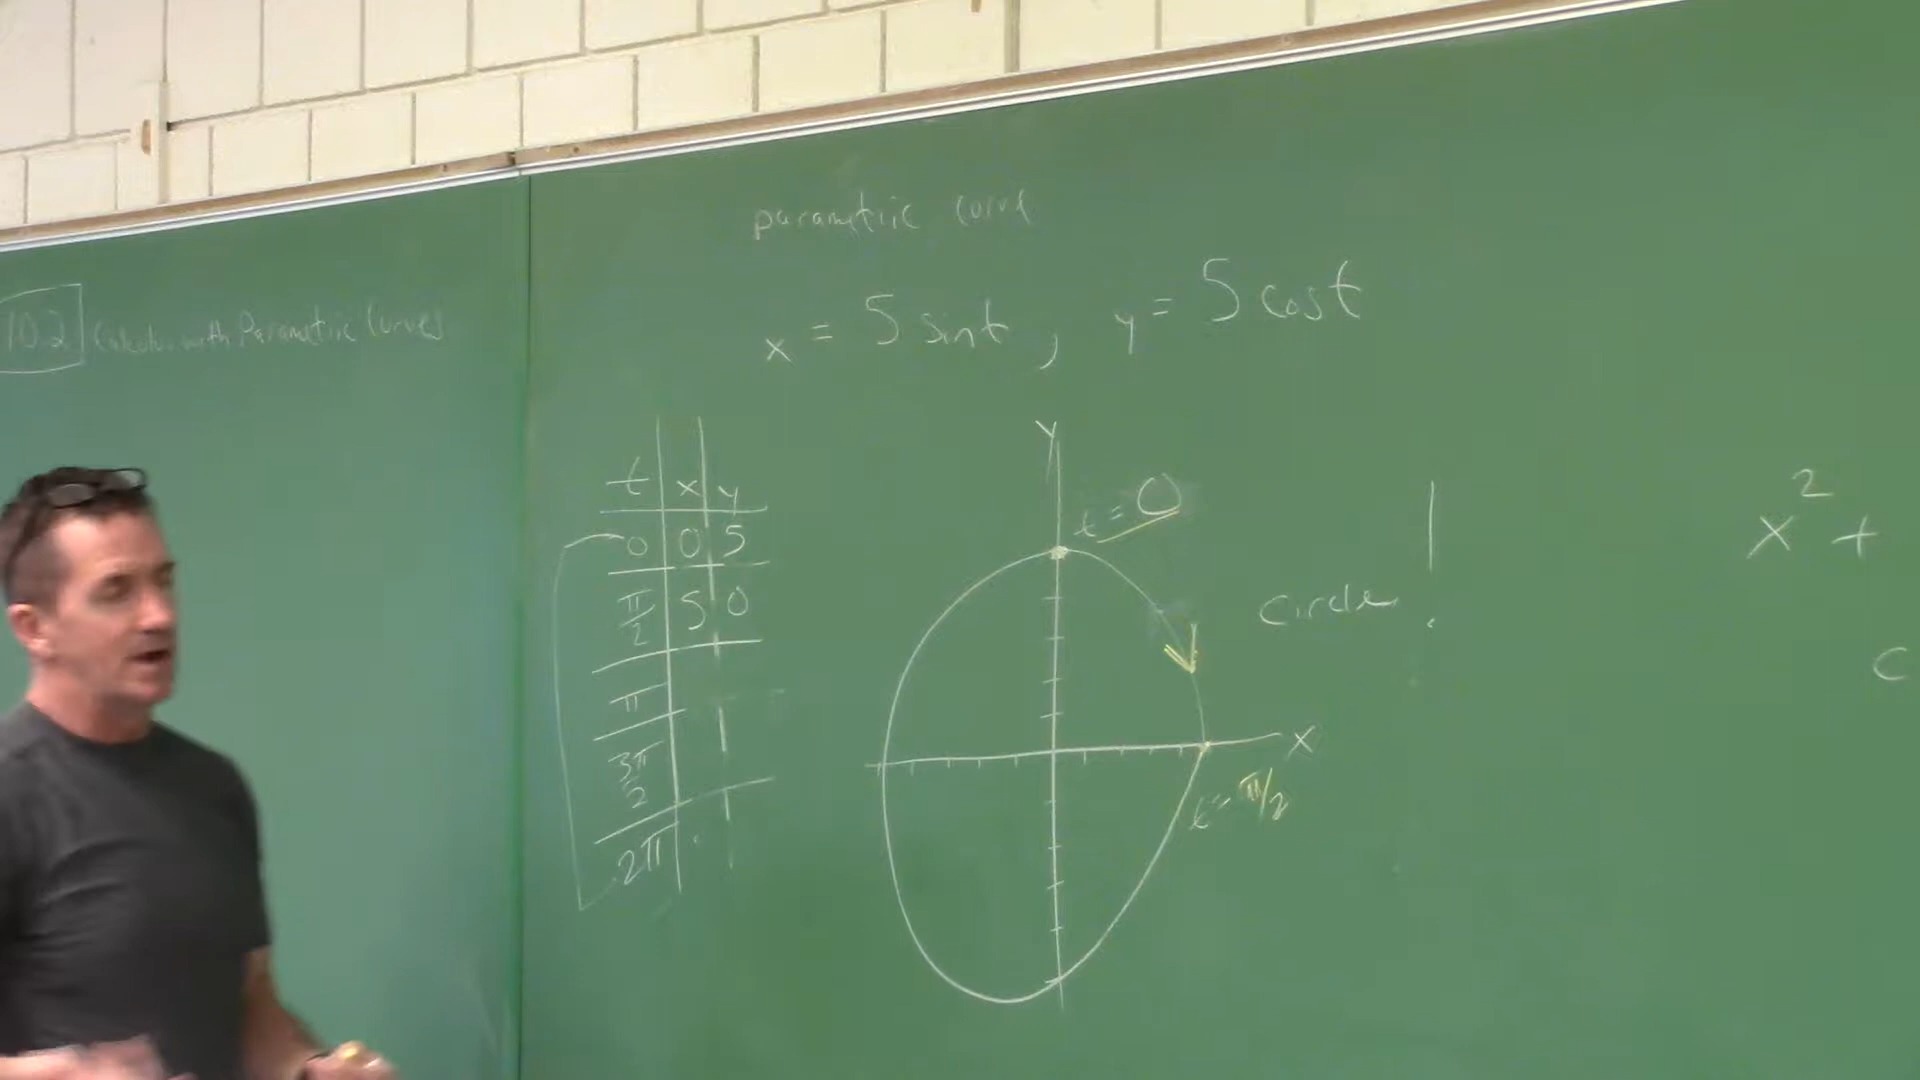 parametric curve
10.2 Calculus with Parametric Curves
x = 5 sin t , y = 5 cos t
t x y
0 0 5
π/2 5 0
π
3π/2
2π
y
t = 0
x
t = π/2
circle !
x² +
C